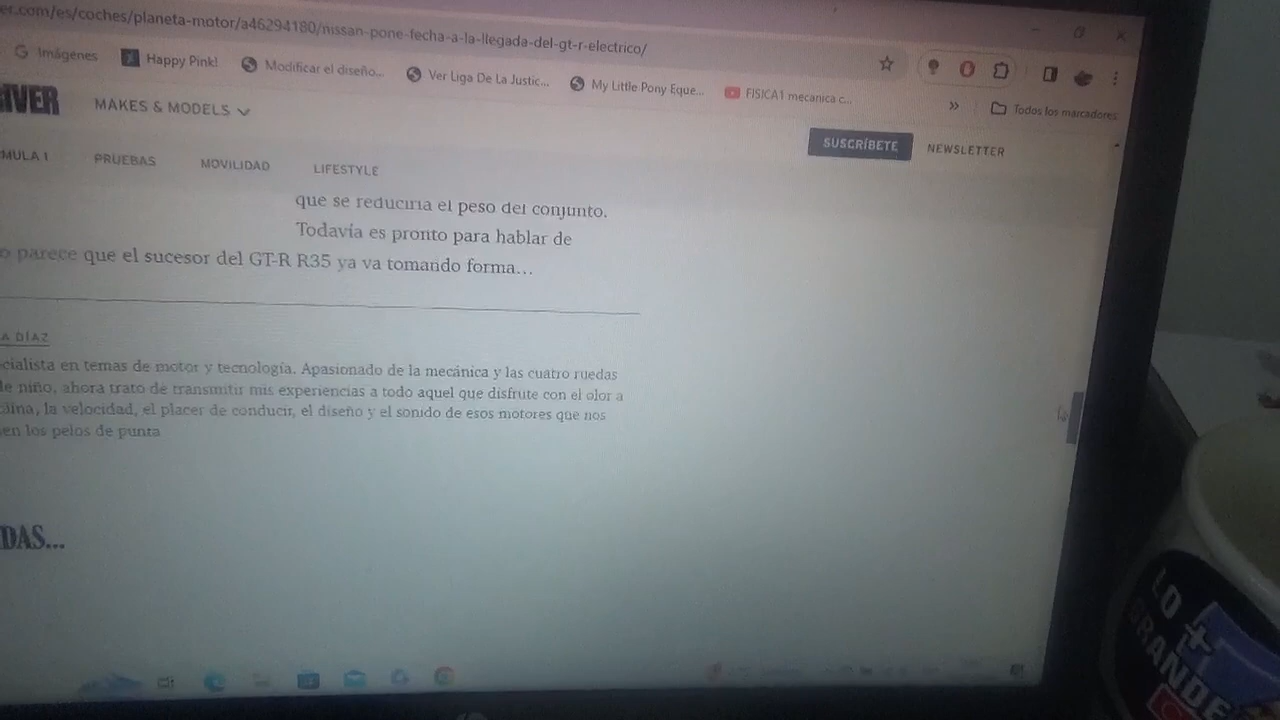 er.com/es/coches/planeta-motor/a46294180/nissan-pone-fecha-a-la-llegada-del-gt-r-electrico/
Imágenes
Happy Pink!
Modificar el diseño...
Ver Liga De La Justic...
My Little Pony Eque...
FISICA1 mecanica c...
»
Todos los marcadores
IVER
MAKES & MODELS
SUSCRÍBETE
NEWSLETTER
MULA 1
PRUEBAS
MOVILIDAD
LIFESTYLE
que se reduciría el peso del conjunto.
Todavía es pronto para hablar de
o parece que el sucesor del GT-R R35 ya va tomando forma...
A DÍAZ
cialista en temas de motor y tecnología. Apasionado de la mecánica y las cuatro ruedas
de niño, ahora trato de transmitir mis experiencias a todo aquel que disfrute con el olor a
, la velocidad, el placer de conducir, el diseño y el sonido de esos motores que nos
en los pelos de punta
DAS...
LO +
GRANDE